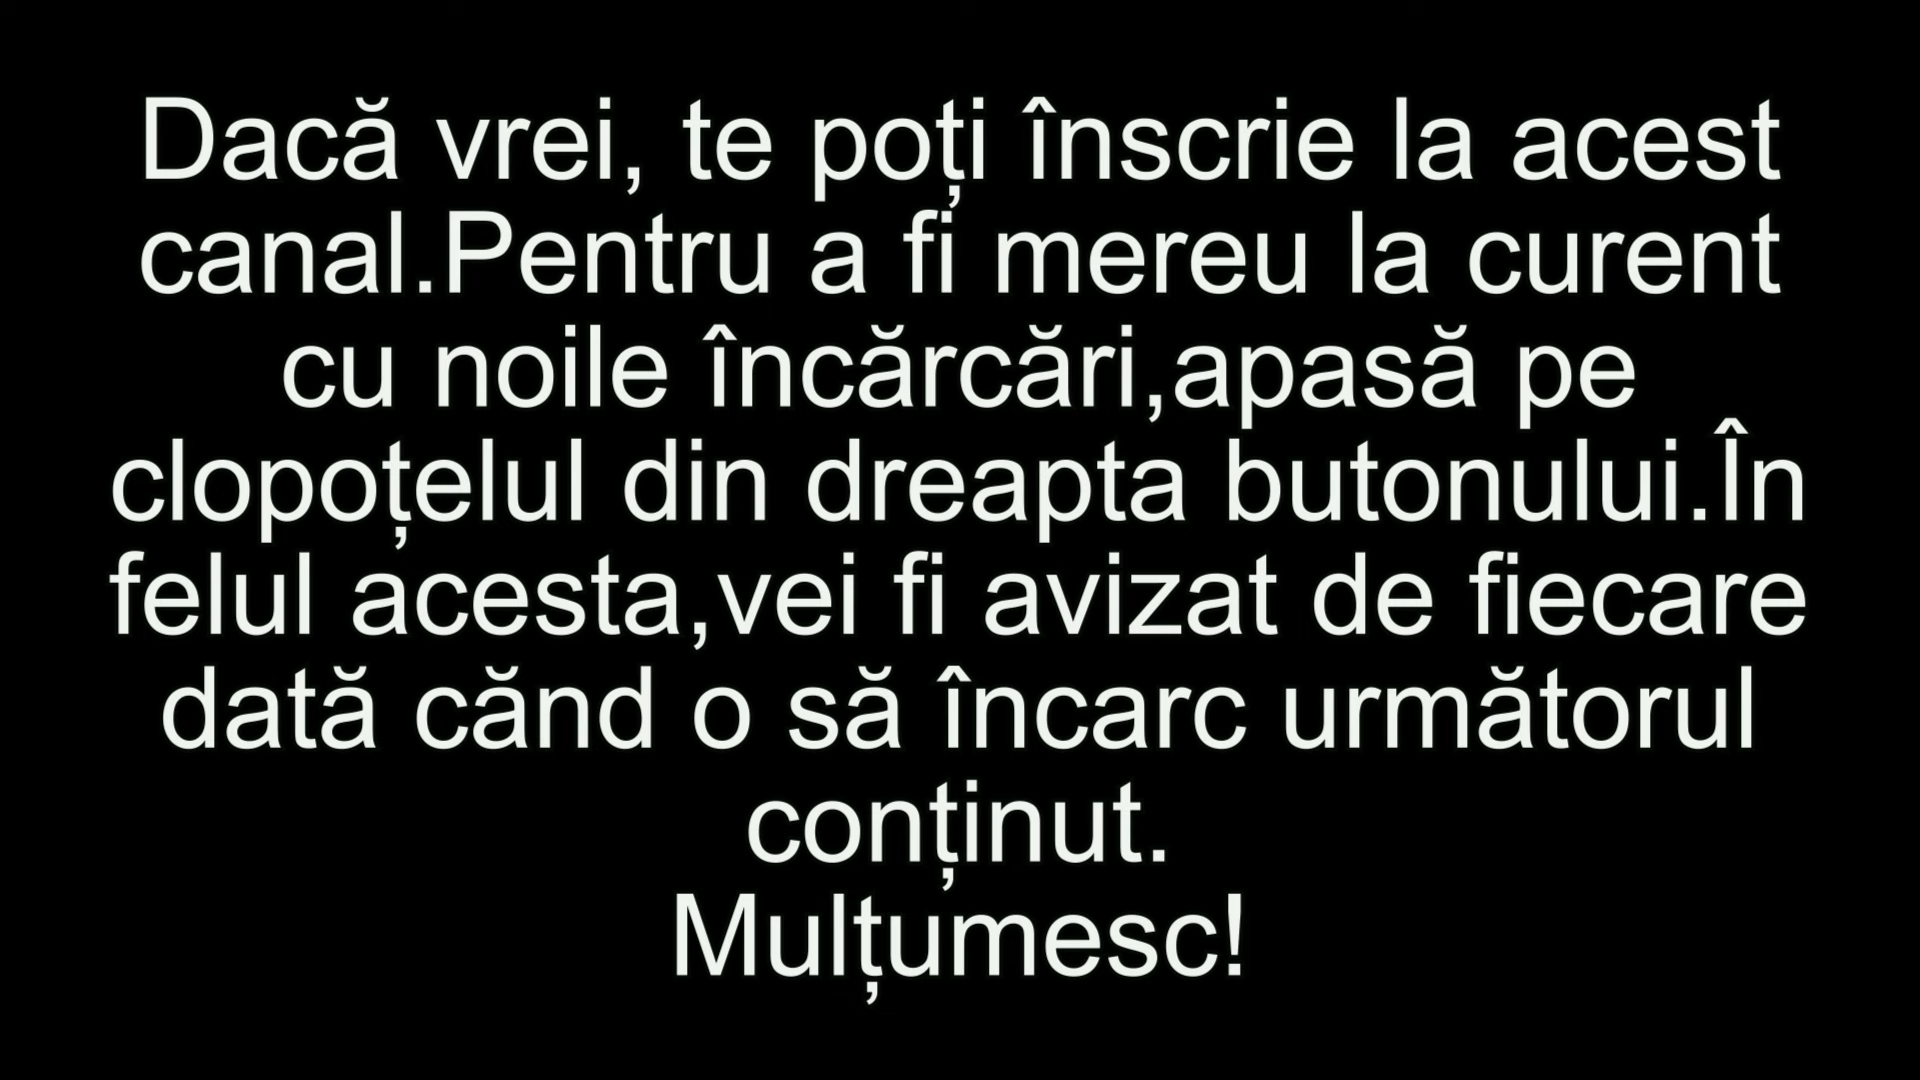 Dacă vrei, te poți înscrie la acest
canal.Pentru a fi mereu la curent
cu noile încărcări,apasă pe
clopoțelul din dreapta butonului.În
felul acesta,vei fi avizat de fiecare
dată cănd o să încarc următorul
conținut.
Mulțumesc!